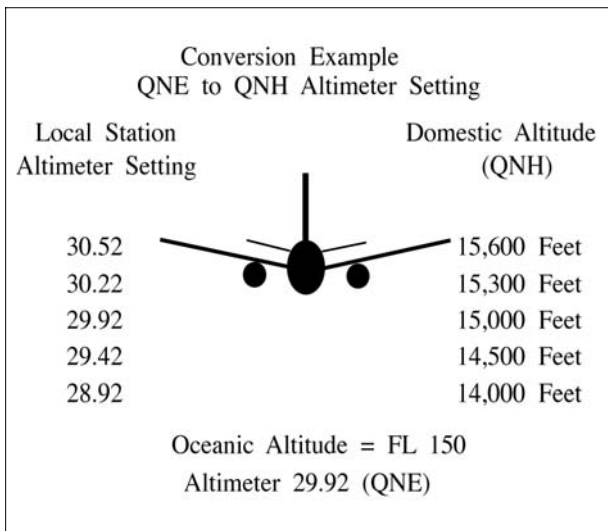 Conversion Example
QNE to QNH Altimeter Setting
Local Station Domestic Altitude
Altimeter Setting (QNH)
30.52 15,600 Feet
30.22 15,300 Feet
29.92 15,000 Feet
29.42 14,500 Feet
28.92 14,000 Feet
Oceanic Altitude = FL 150
Altimeter 29.92 (QNE)